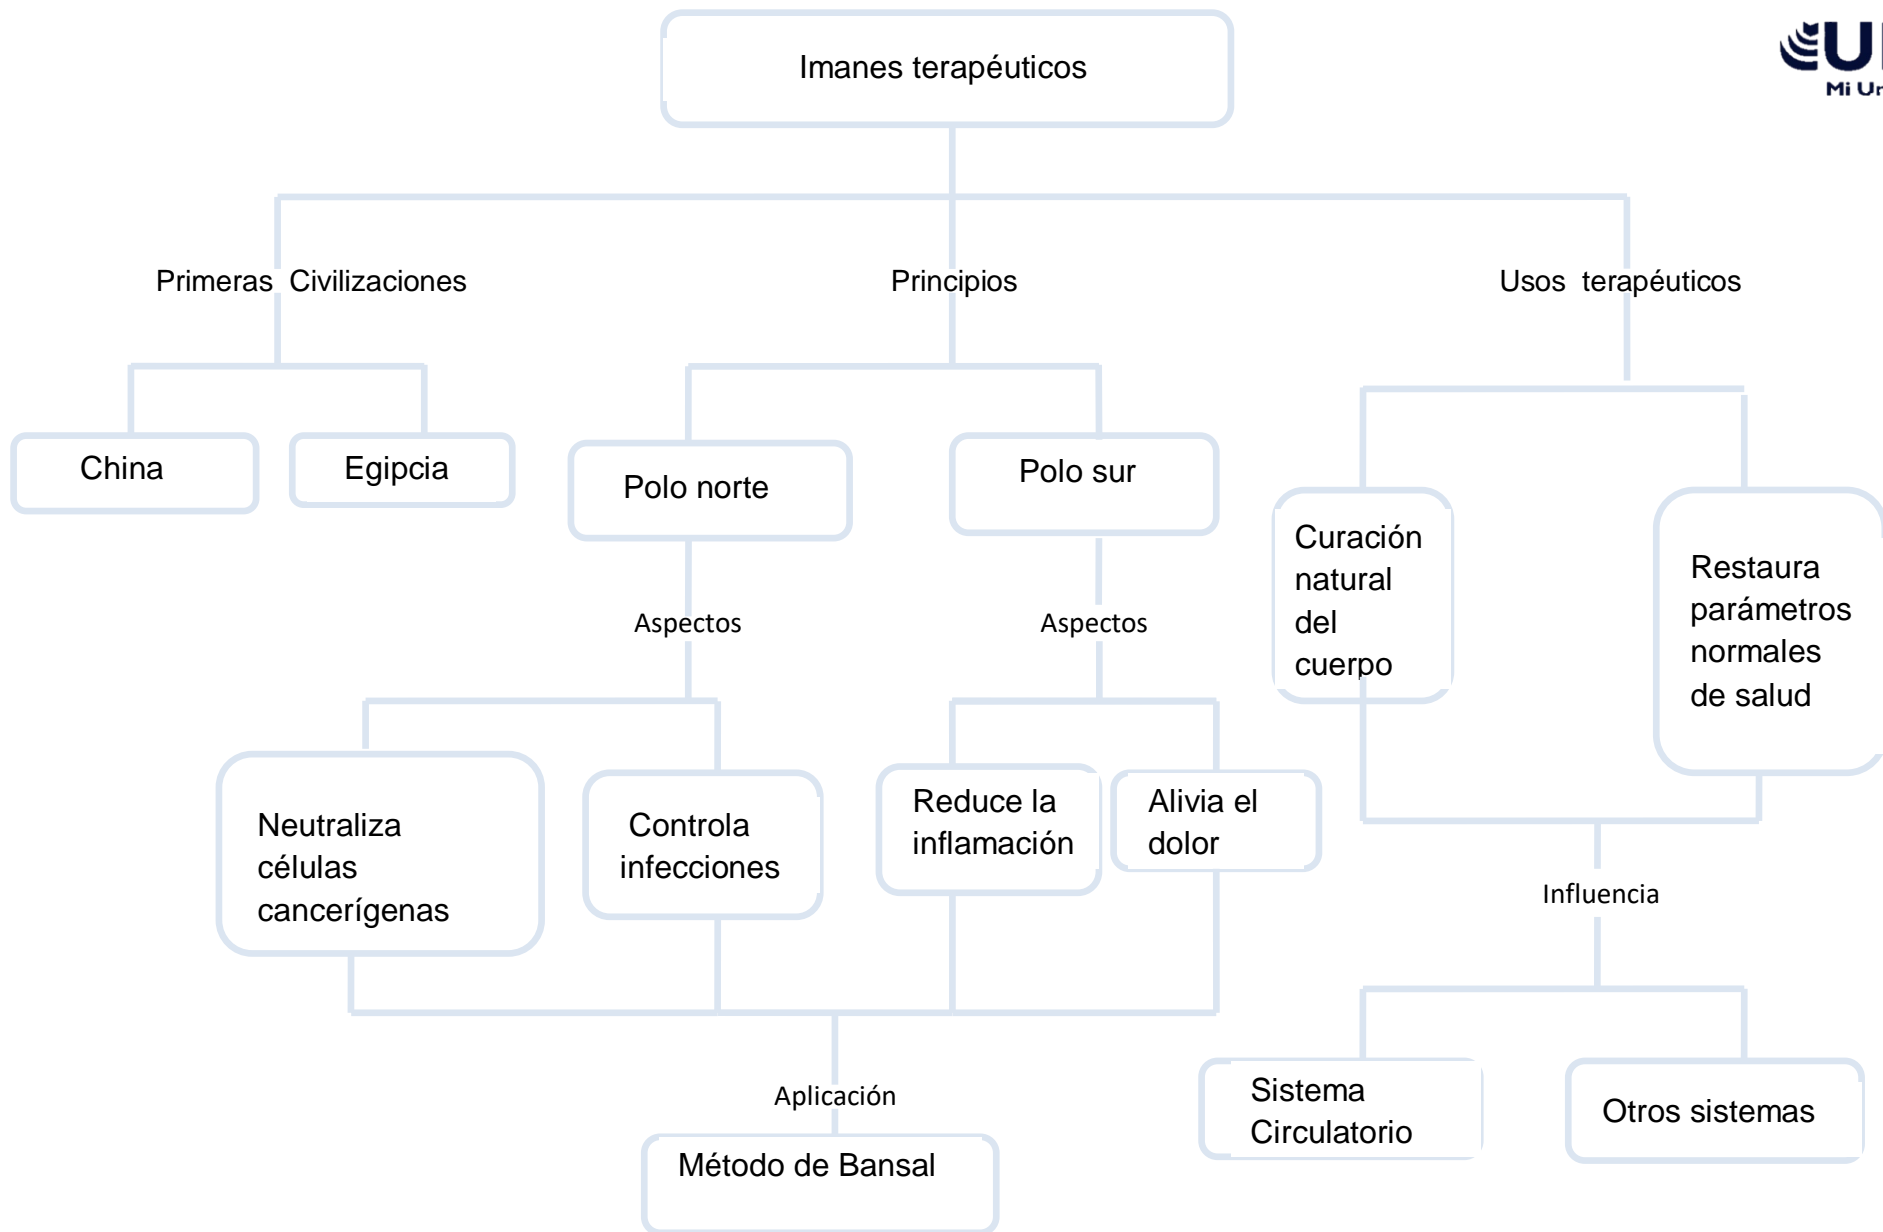 Imanes terapéuticos
Mi
Primeras Civilizaciones
Principios
Usos terapéuticos
China
Egipcia
Polo norte
Polo sur
Curación
natural
del
cuerpo
Restaura
parámetros
normales
de salud
Aspectos
Aspectos
Neutraliza
células
cancerígenas
Controla
infecciones
Reduce la
inflamación
Alivia el
dolor
Influencia
Aplicación
Método de Bansal
Sistema
Circulatorio
Otros sistemas